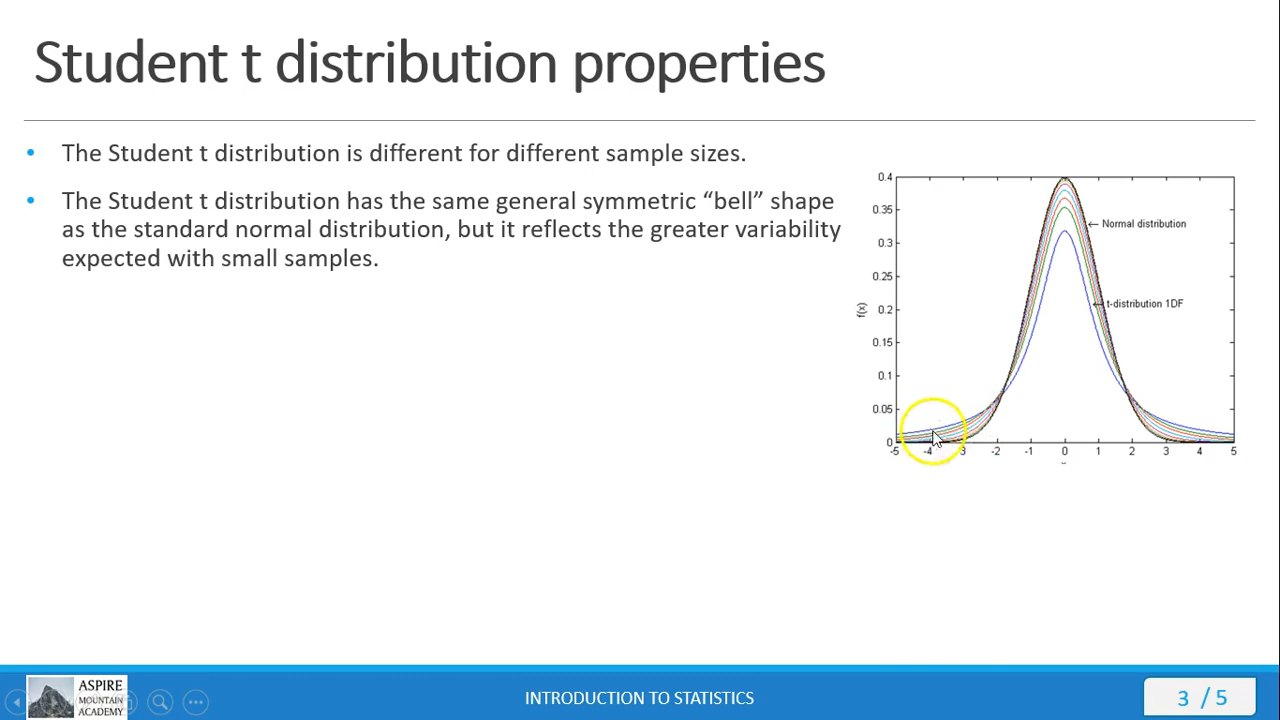 Student t distribution properties
• The Student t distribution is different for different sample sizes.
• The Student t distribution has the same general symmetric “bell” shape
as the standard normal distribution, but it reflects the greater variability
expected with small samples.
0.4
0.35
← Normal distribution
0.3
0.25
f(x)
0.2
← t-distribution 1DF
0.15
0.1
0.05
0
-5 -4 -3 -2 -1 0 1 2 3 4 5
ASPIRE
MOUNTAIN
ACADEMY
INTRODUCTION TO STATISTICS
3 / 5